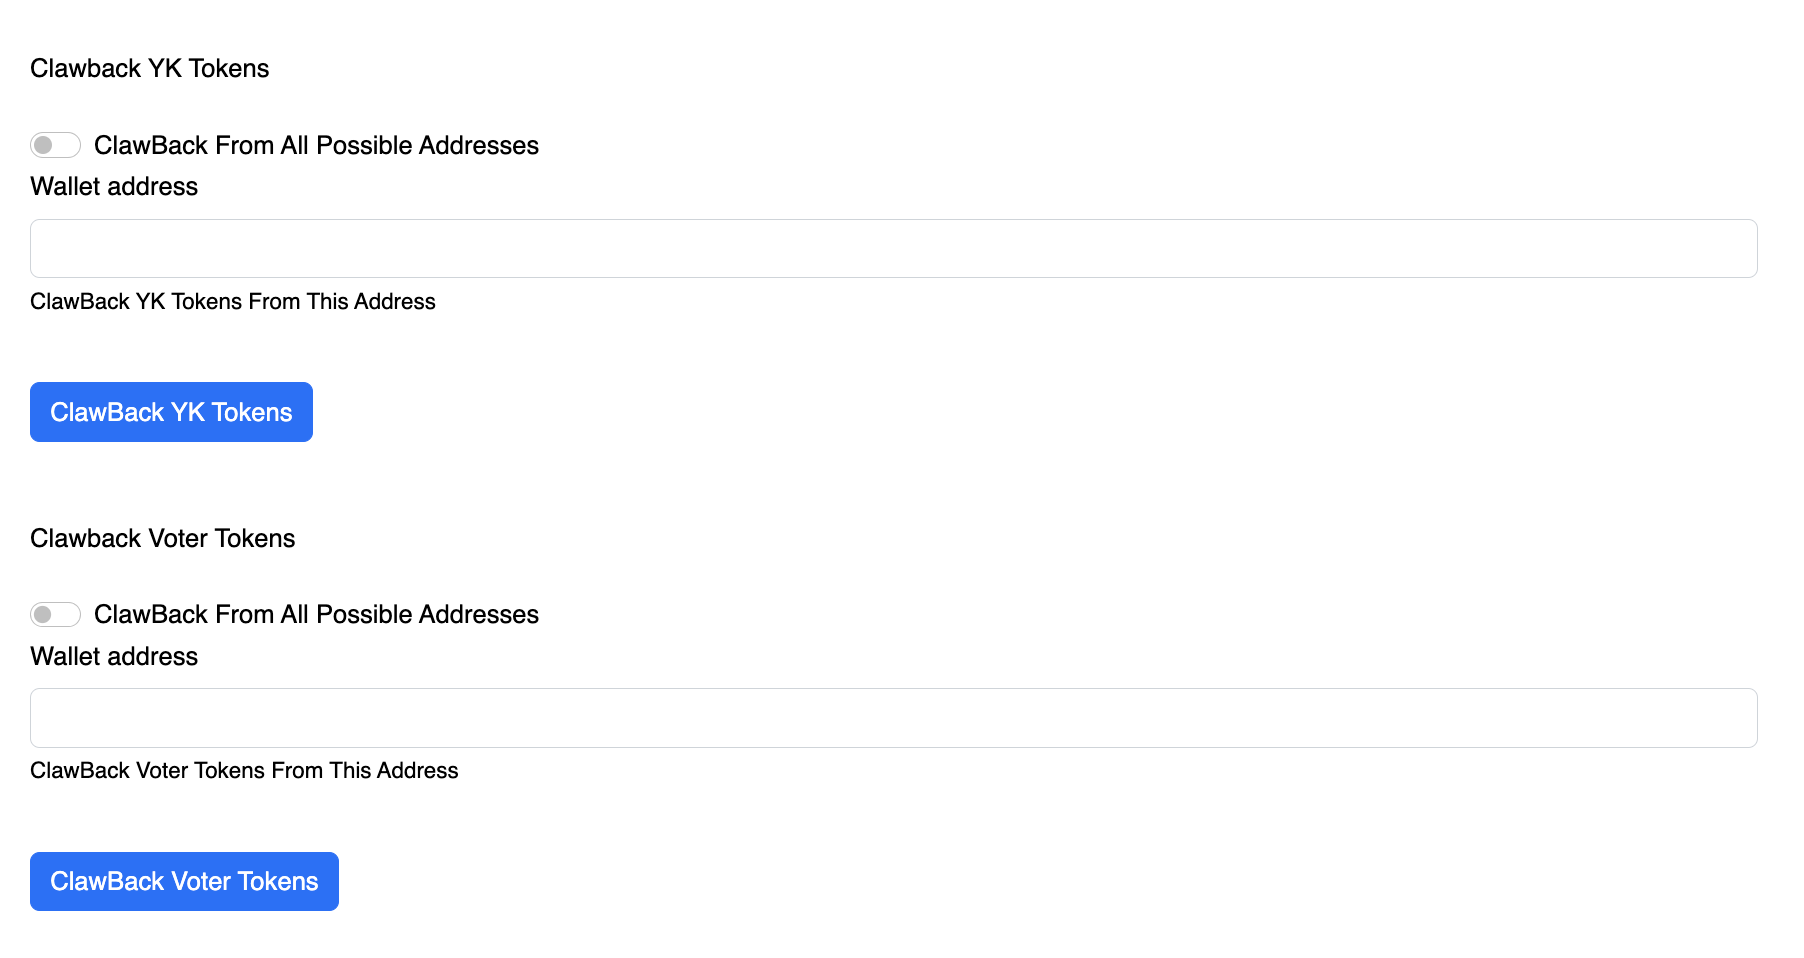 Clawback YK Tokens
ClawBack From All Possible Addresses
Wallet address
ClawBack YK Tokens From This Address
ClawBack YK Tokens
Clawback Voter Tokens
ClawBack From All Possible Addresses
Wallet address
ClawBack Voter Tokens From This Address
ClawBack Voter Tokens